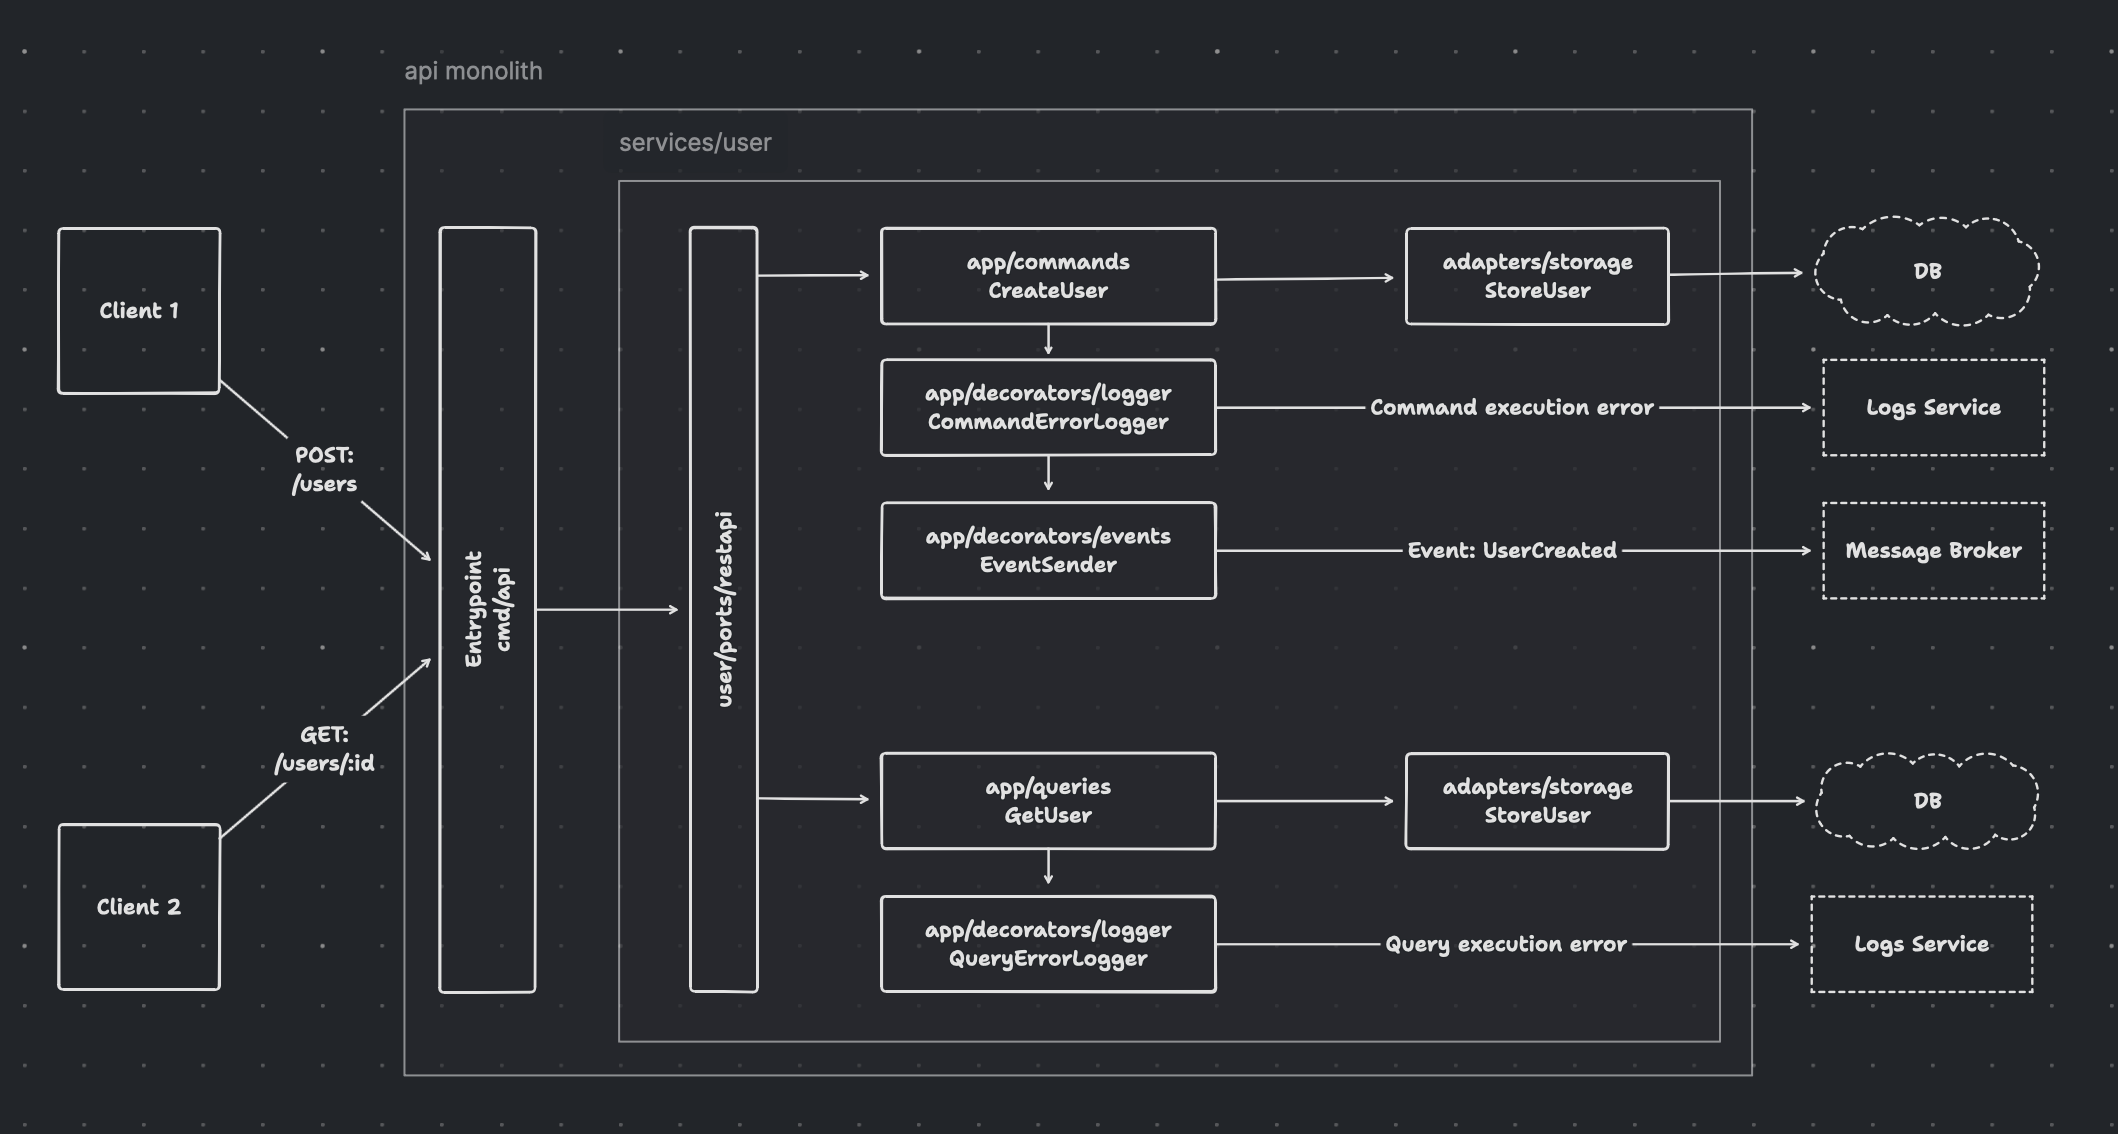 api monolith
services/user
Client 1
POST:
/users
GET:
/users/:id
Client 2
Entrypoint
cmd/api
user/ports/restapi
app/commands
CreateUser
adapters/storage
StoreUser
DB
app/decorators/logger
CommandErrorLogger
Command execution error
Logs Service
app/decorators/events
EventSender
Event: UserCreated
Message Broker
app/queries
GetUser
adapters/storage
StoreUser
DB
app/decorators/logger
QueryErrorLogger
Query execution error
Logs Service